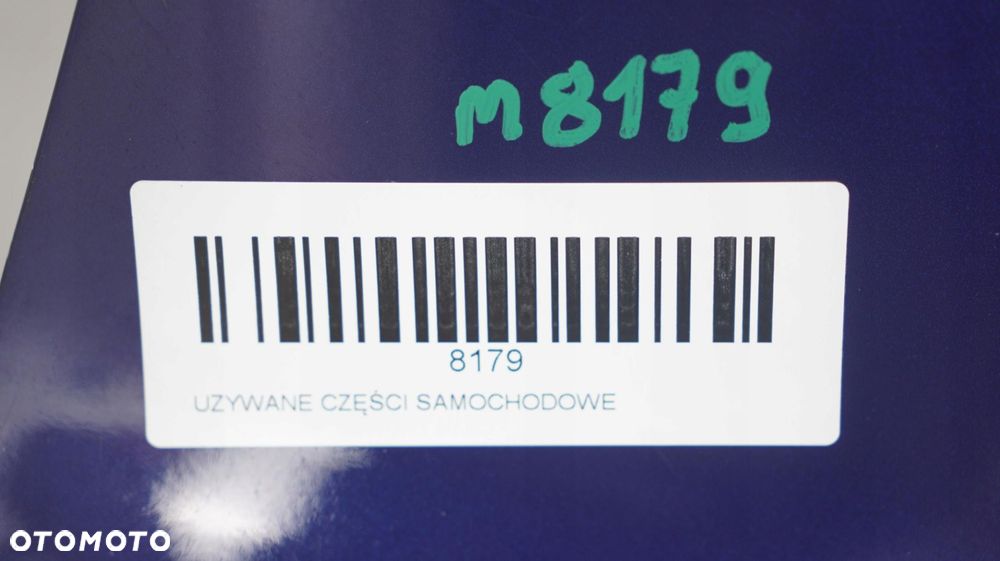 m8179
8179
UZYWANE CZĘŚCI SAMOCHODOWE
OTOMOTO